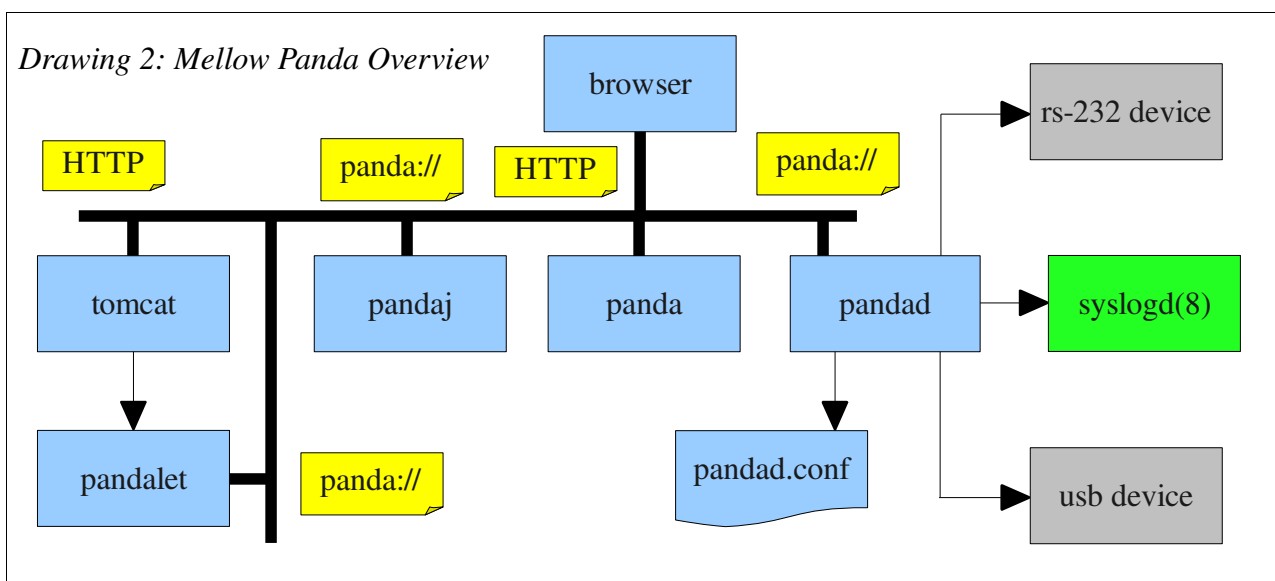 Drawing 2: Mellow Panda Overview
browser
rs-232 device
HTTP
panda://
HTTP
panda://
tomcat
pandaj
panda
pandad
syslogd(8)
pandalet
panda://
pandad.conf
usb device